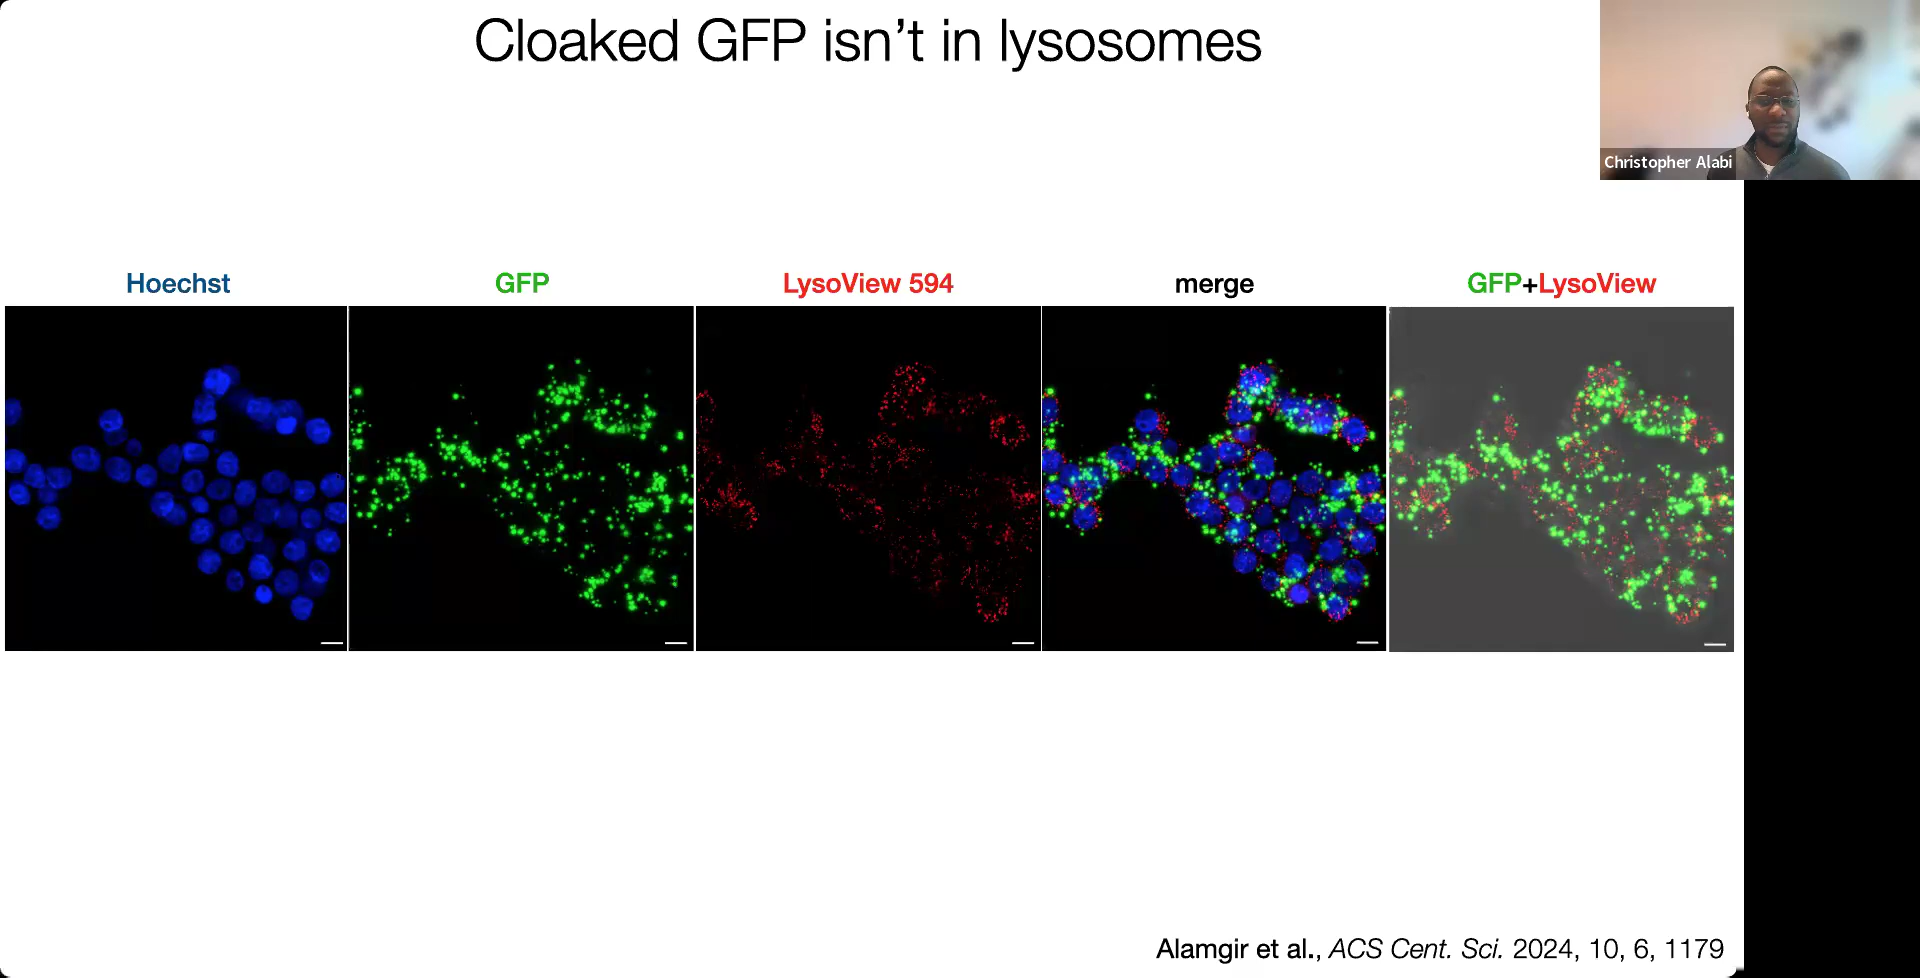 Cloaked GFP isn’t in lysosomes
Christopher Alabi
Hoechst
GFP
LysoView 594
merge
GFP+LysoView
Alamgir et al., ACS Cent. Sci. 2024, 10, 6, 1179